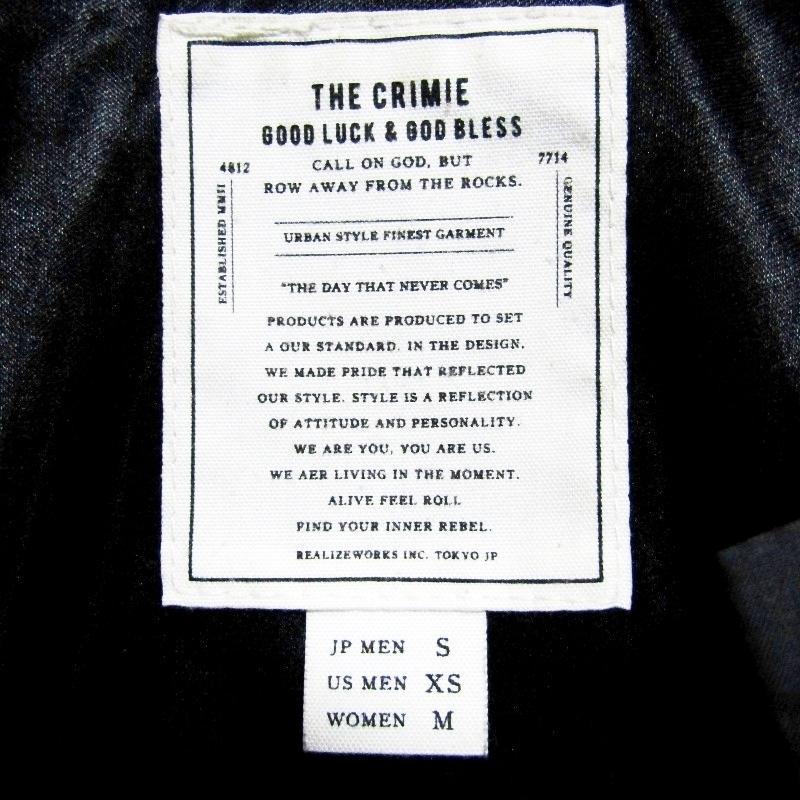 THE CRIMIE
GOOD LUCK & GOD BLESS
4812
CALL ON GOD, BUT
7714
ROW AWAY FROM THE ROCKS.
ESTABLISHED MMII
GENUINE QUALITY
URBAN STYLE FINEST GARMENT
"THE DAY THAT NEVER COMES"
PRODUCTS ARE PRODUCED TO SET
A OUR STANDARD. IN THE DESIGN,
WE MADE PRIDE THAT REFLECTED
OUR STYLE. STYLE IS A REFLECTION
OF ATTITUDE AND PERSONALITY.
WE ARE YOU, YOU ARE US.
WE AER LIVING IN THE MOMENT.
ALIVE FEEL ROLL
FIND YOUR INNER REBEL.
REALIZEWORKS INC. TOKYO JP
JP MEN S
US MEN XS
WOMEN M